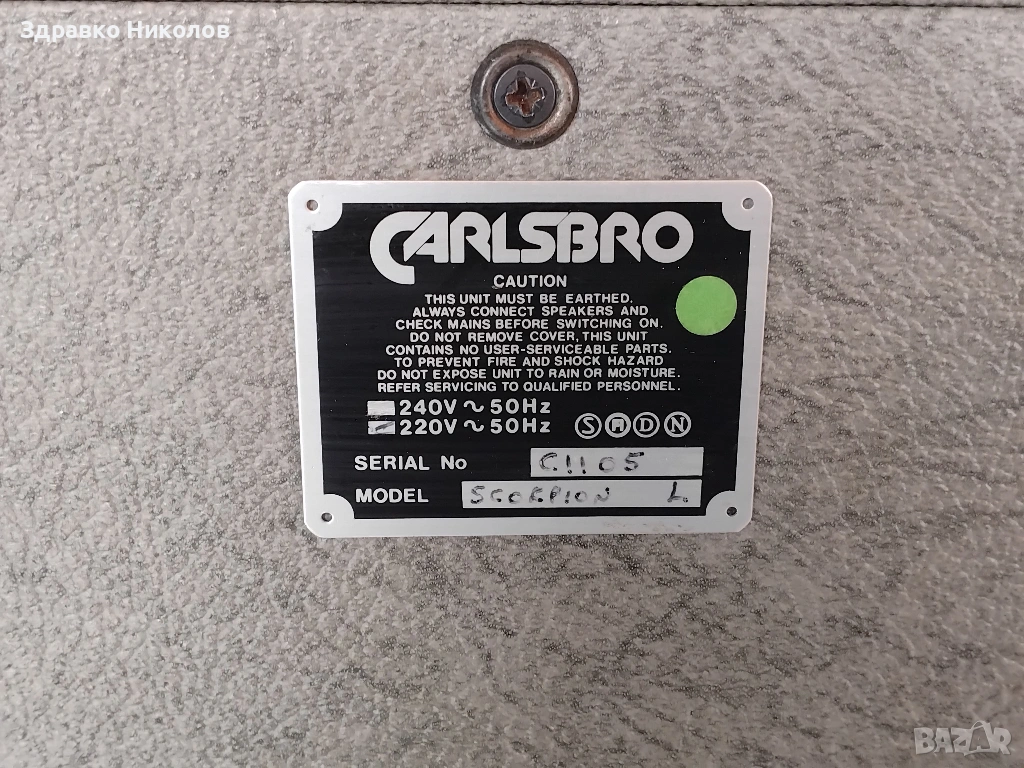 Здравко Николов
CARLSBRO
CAUTION
THIS UNIT MUST BE EARTHED.
ALWAYS CONNECT SPEAKERS AND
CHECK MAINS BEFORE SWITCHING ON.
DO NOT REMOVE COVER, THIS UNIT
CONTAINS NO USER-SERVICEABLE PARTS.
TO PREVENT FIRE AND SHOCK HAZARD
DO NOT EXPOSE UNIT TO RAIN OR MOISTURE.
REFER SERVICING TO QUALIFIED PERSONNEL.
240V ~ 50Hz
220V ~ 50Hz S D N
SERIAL No C1105
MODEL SCORPION L.
BAZAR